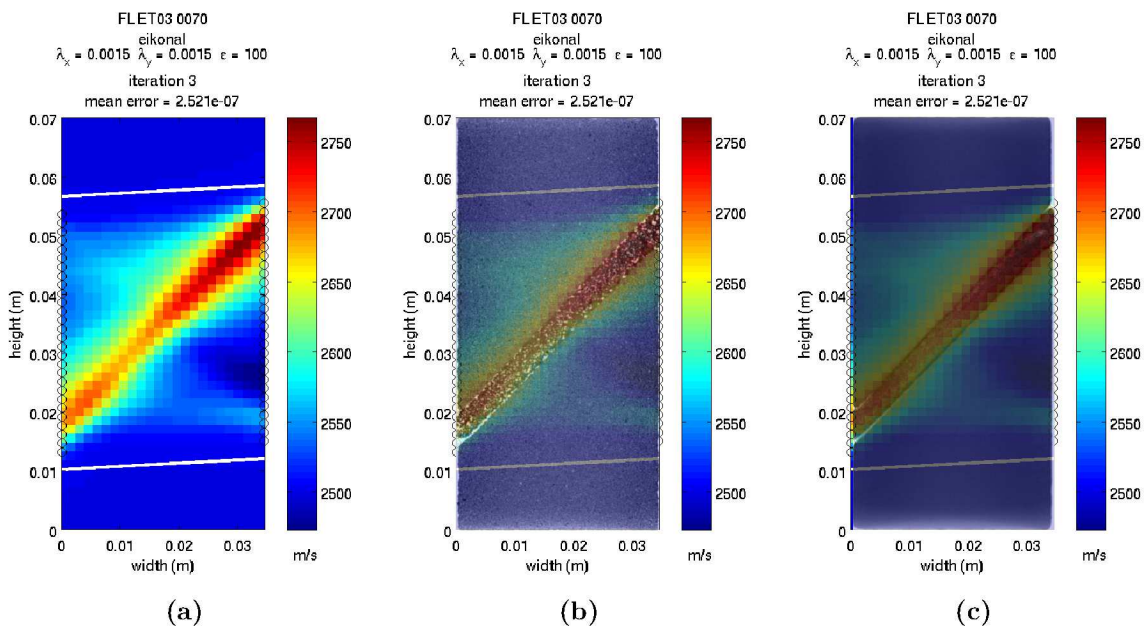 FLET03 0070
eikonal
λx = 0.0015 λy = 0.0015 ε = 100
iteration 3
mean error = 2.521e-07
0.07
0.06
0.05
0.04
0.03
0.02
0.01
0
height (m)
0 0.01 0.02 0.03
width (m)
2750
2700
2650
2600
2550
2500
m/s
(a)
FLET03 0070
eikonal
λx = 0.0015 λy = 0.0015 ε = 100
iteration 3
mean error = 2.521e-07
0.07
0.06
0.05
0.04
0.03
0.02
0.01
0
height (m)
0 0.01 0.02 0.03
width (m)
2750
2700
2650
2600
2550
2500
m/s
(b)
FLET03 0070
eikonal
λx = 0.0015 λy = 0.0015 ε = 100
iteration 3
mean error = 2.521e-07
0.07
0.06
0.05
0.04
0.03
0.02
0.01
0
height (m)
0 0.01 0.02 0.03
width (m)
2750
2700
2650
2600
2550
2500
m/s
(c)